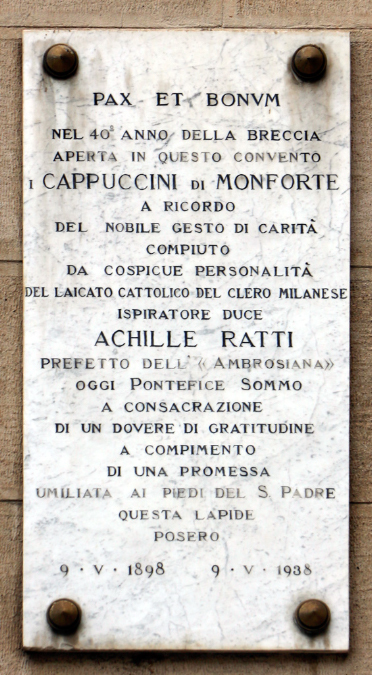 PAX ET BONVM
NEL 40° ANNO DELLA BRECCIA
APERTA IN QUESTO CONVENTO
I CAPPUCCINI DI MONFORTE
A RICORDO
DEL NOBILE GESTO DI CARITÀ
COMPIUTO
DA COSPICUE PERSONALITÀ
DEL LAICATO CATTOLICO DEL CLERO MILANESE
ISPIRATORE DUCE
ACHILLE RATTI
PREFETTO DELL' «AMBROSIANA»
OGGI PONTEFICE SOMMO
A CONSACRAZIONE
DI UN DOVERE DI GRATITUDINE
A COMPIMENTO
DI UNA PROMESSA
UMILIATA AI PIEDI DEL S. PADRE
QUESTA LAPIDE
POSERO
9 · V · 1898 9 · V · 1938